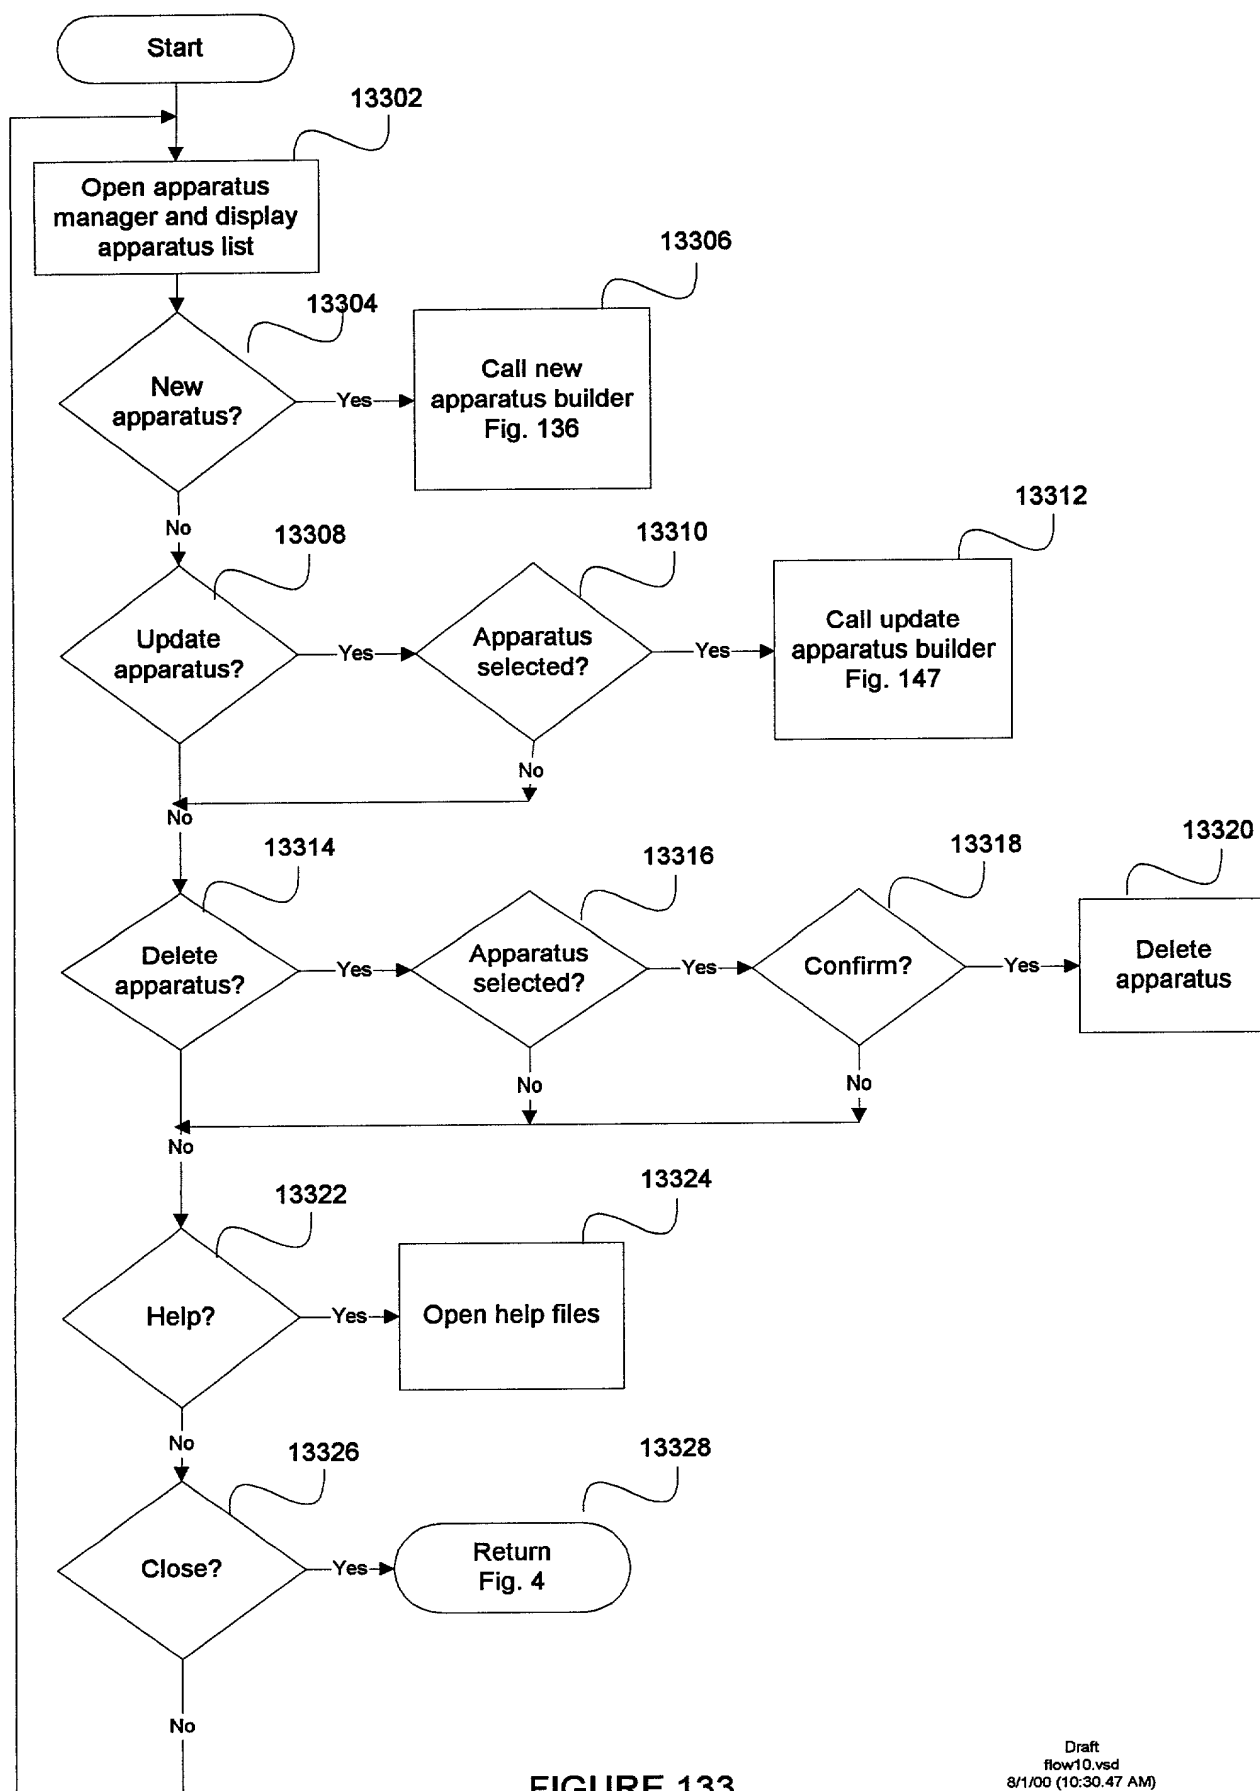 Start
13302
Open apparatus
manager and display
apparatus list
13306
13304
Call new
apparatus builder
Fig. 136
New
apparatus?
Yes
No
13312
13308
13310
Call update
apparatus builder
Fig. 147
Update
apparatus?
Yes
Apparatus
selected?
Yes
No
No
13314
13316
13318
13320
Delete
apparatus?
Yes
Apparatus
selected?
Yes
Confirm?
Yes
Delete
apparatus
No
No
No
13322
13324
Help?
Yes
Open help files
No
13326
13328
Close?
Yes
Return
Fig. 4
No
Draft
flow10.vsd
8/1/00 (10:30.47 AM)
FIGURE 133